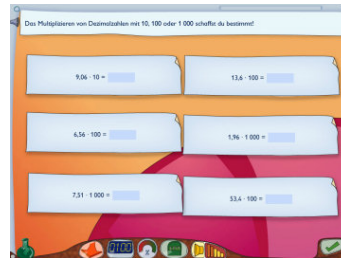 Das Multiplizieren von Dezimalzahlen mit 10, 100 oder 1 000 schaffst du bestimmt!
9,06 · 10 =
13,6 · 100 =
6,56 · 100 =
1,96 · 1 000 =
7,51 · 1 000 =
53,4 · 100 =
0100